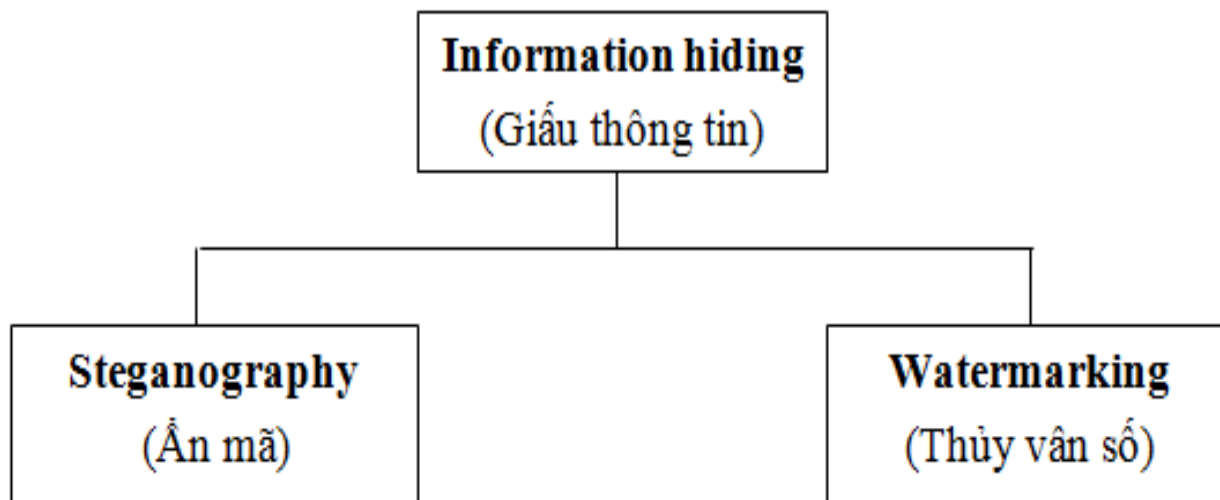 Information hiding
(Giấu thông tin)
Steganography
(Ẩn mã)
Watermarking
(Thủy vân số)